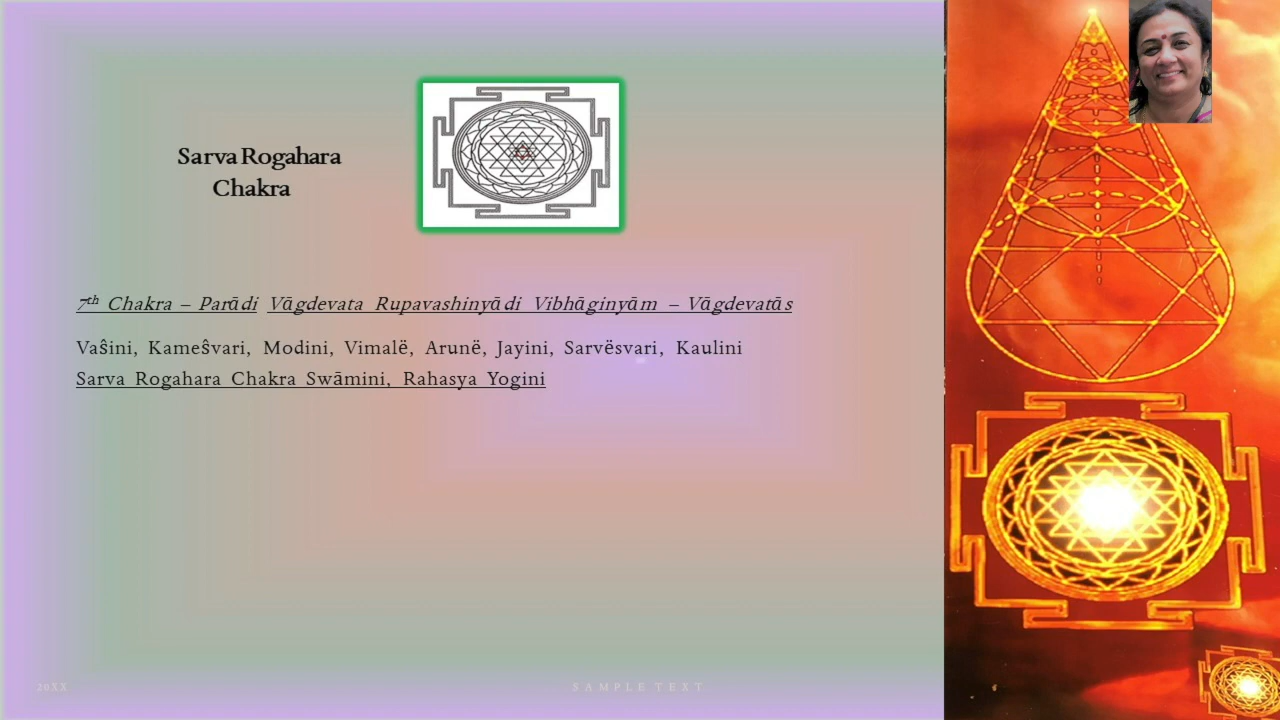 Sarva Rogahara
Chakra
7th Chakra – Parādi Vāgdevata Rupavashinyādi Vibhāginyām – Vāgdevatās
Vaŝini, Kameŝvari, Modini, Vimalë, Arunë, Jayini, Sarvësvari, Kaulini
Sarva Rogahara Chakra Swāmini, Rahasya Yogini
20XX
SAMPLE TEXT